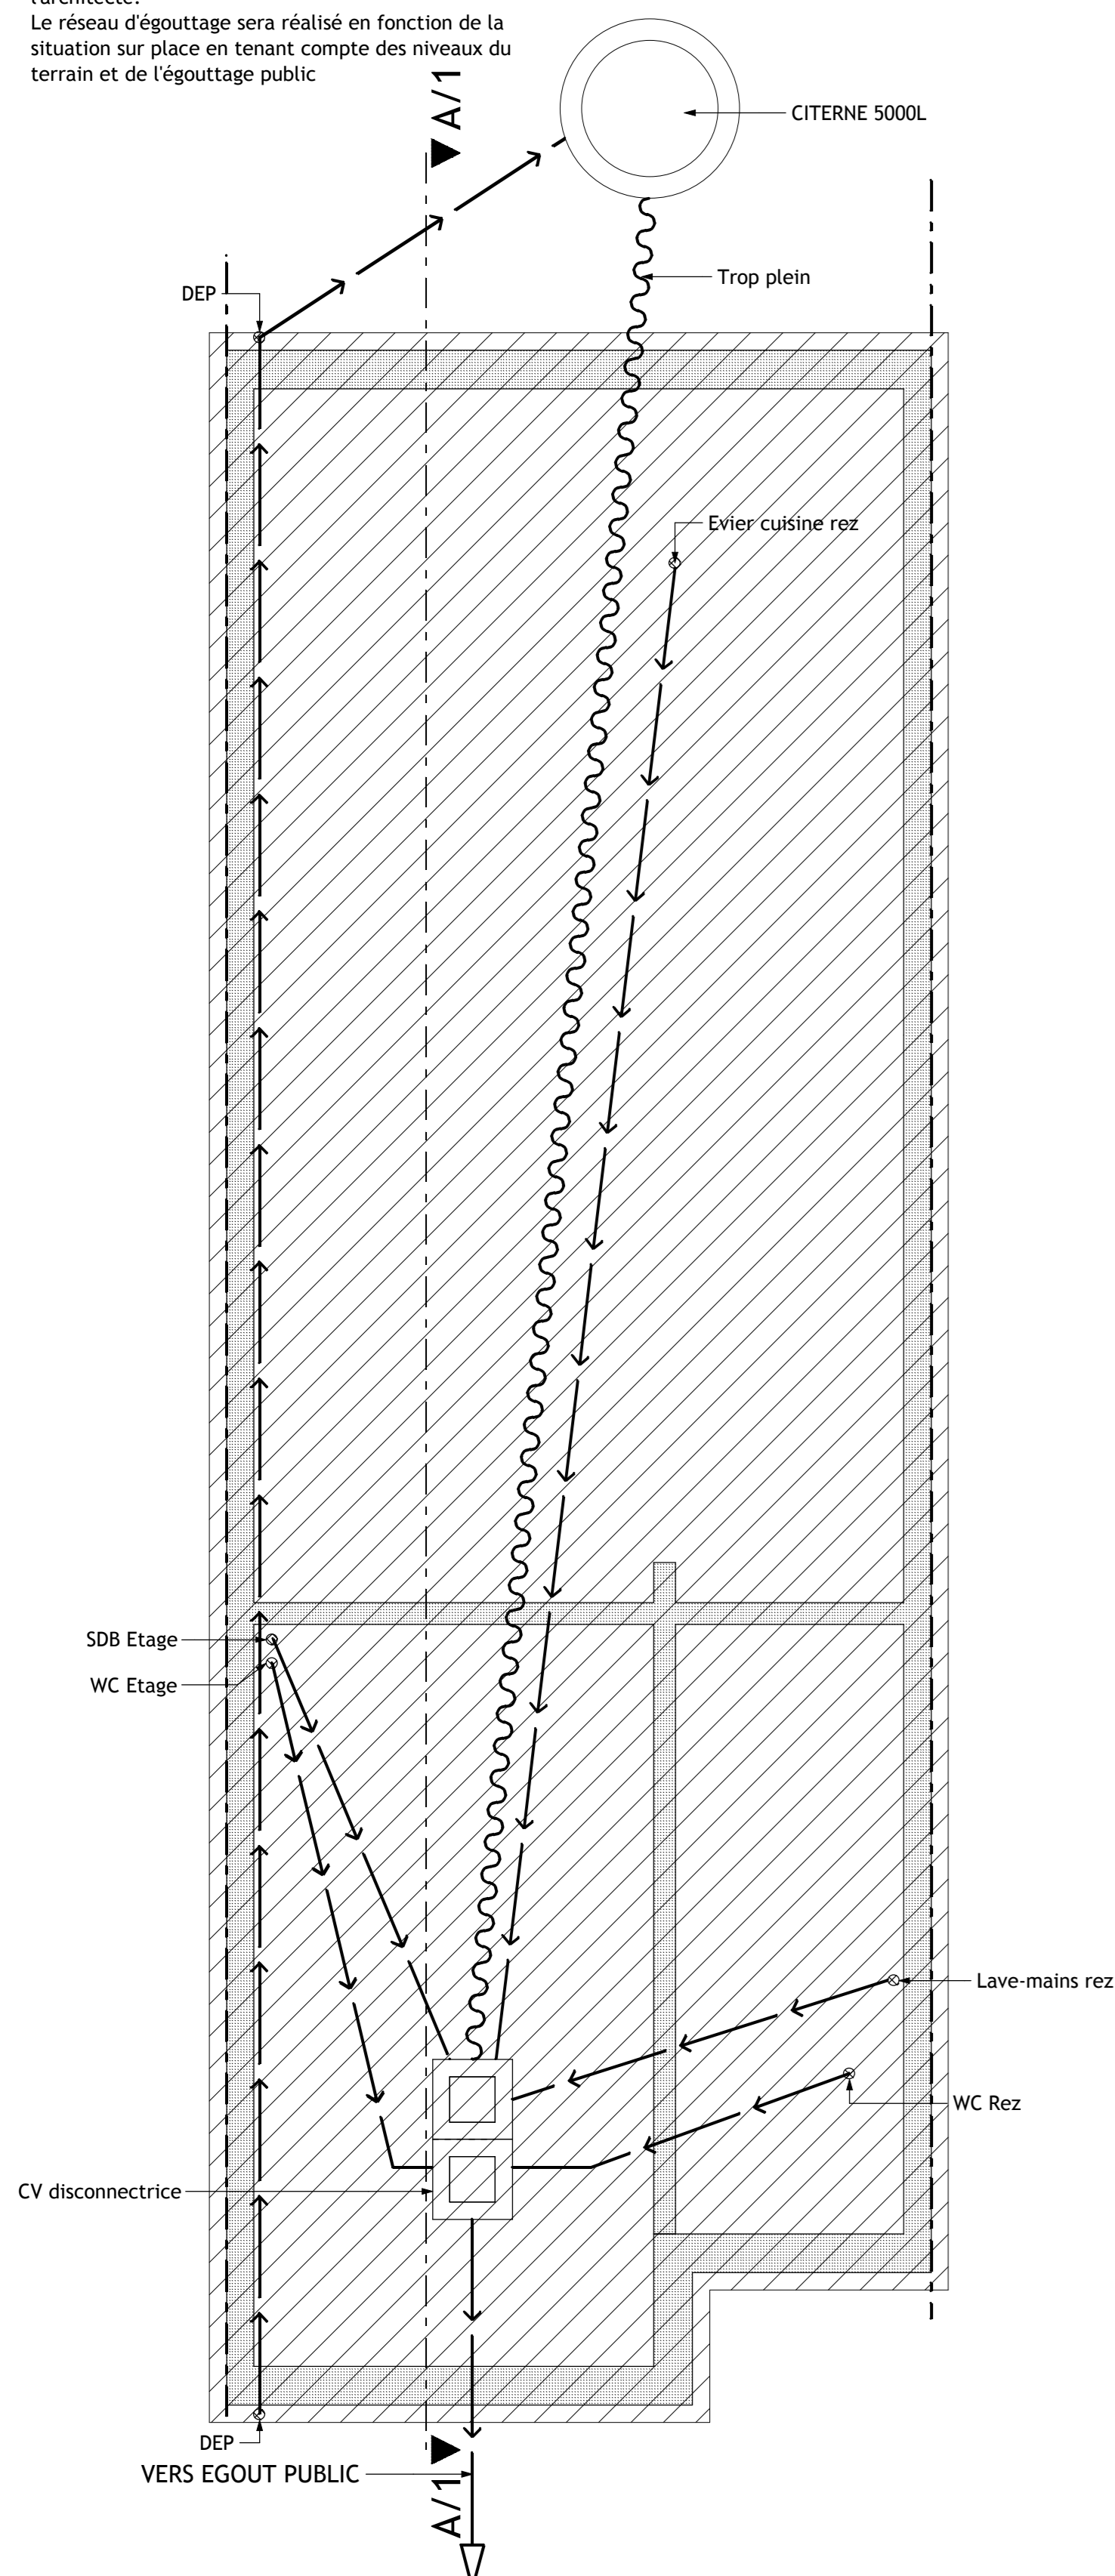 l'architecte.
Le réseau d'égouttage sera réalisé en fonction de la
situation sur place en tenant compte des niveaux du
terrain et de l'égouttage public
A/1
CITERNE 5000L
Trop plein
DEP
Evier cuisine rez
SDB Etage
WC Etage
Lave-mains rez
WC Rez
CV disconnectrice
DEP
VERS EGOUT PUBLIC
A/1